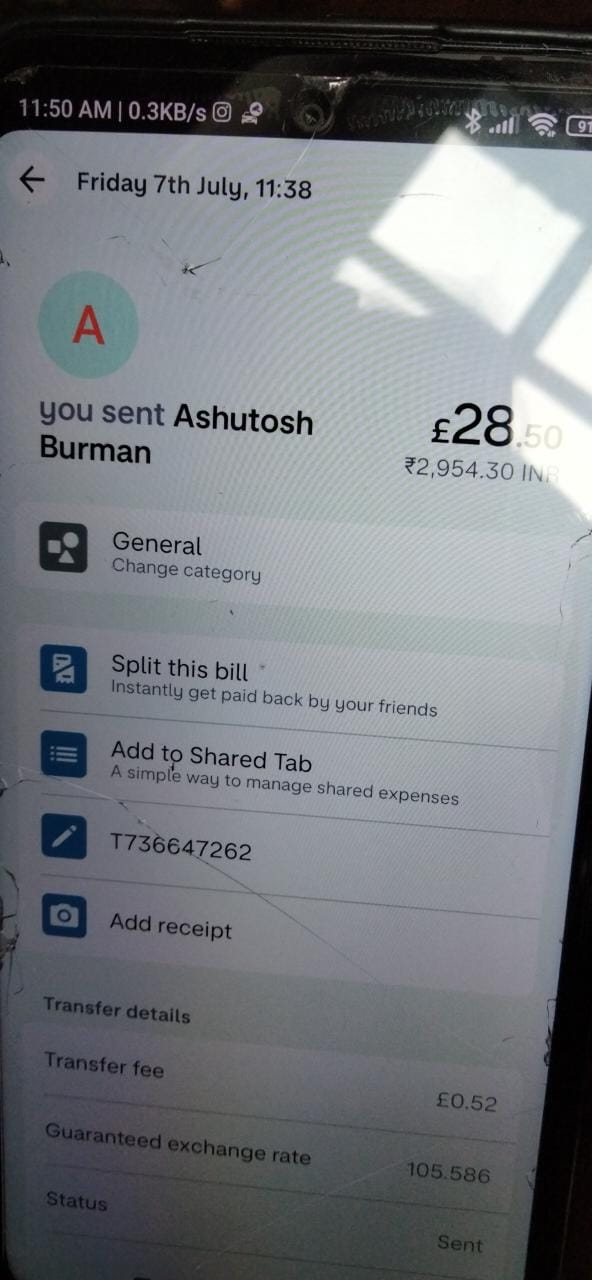 11:50 AM | 0.3KB/s
91
Friday 7th July, 11:38
A
you sent Ashutosh £28.50
Burman ₹2,954.30 INR
General
Change category
Split this bill
Instantly get paid back by your friends
Add to Shared Tab
A simple way to manage shared expenses
T736647262
Add receipt
Transfer details
Transfer fee £0.52
Guaranteed exchange rate 105.586
Status Sent